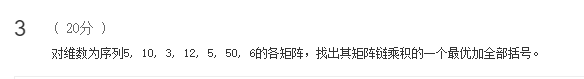 3 ( 20分 )
对维数为序列5, 10, 3, 12, 5, 50, 6的各矩阵，找出其矩阵链乘积的一个最优加全部括号。